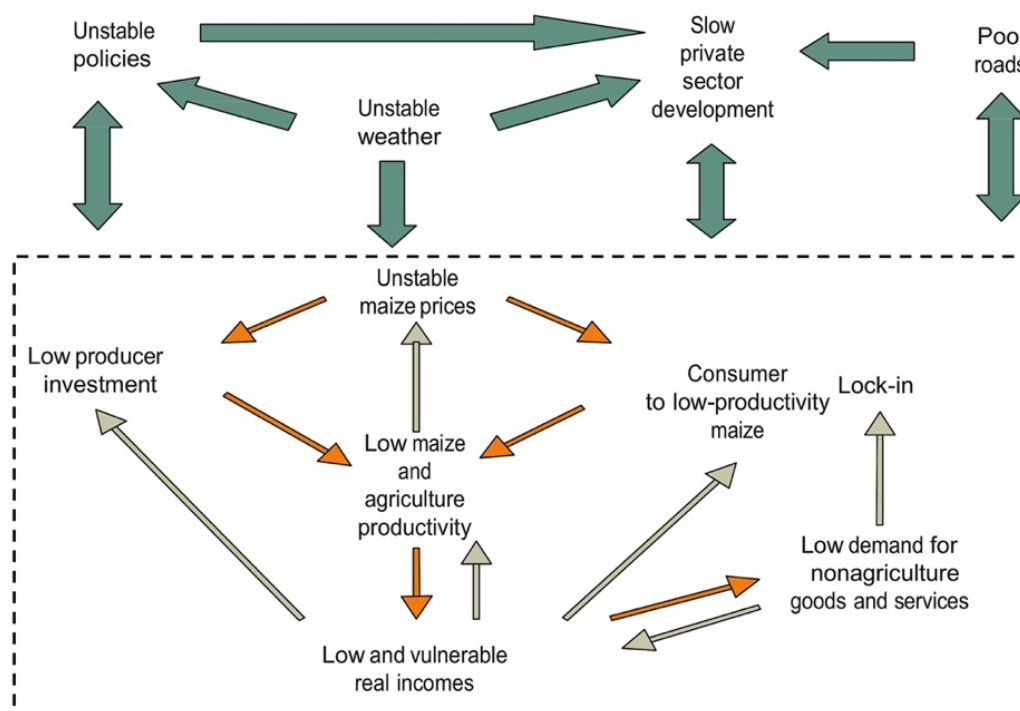 Unstable
policies
Slow
private
sector
development
Poo
roads
Unstable
weather
Unstable
maize prices
Low producer
investment
Consumer
to low-productivity
maize
Lock-in
Low maize
and
agriculture
productivity
Low demand for
nonagriculture
goods and services
Low and vulnerable
real incomes